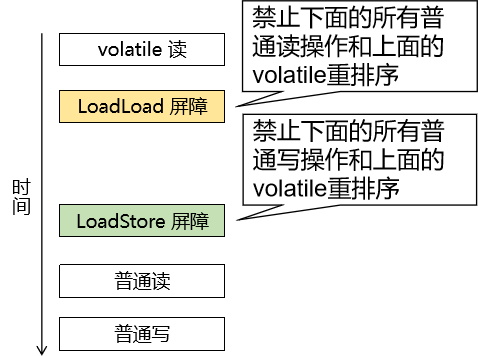 volatile 读
禁止下面的所有普
通读操作和上面的
volatile重排序
LoadLoad 屏障
禁止下面的所有普
通写操作和上面的
volatile重排序
时
间
LoadStore 屏障
普通读
普通写